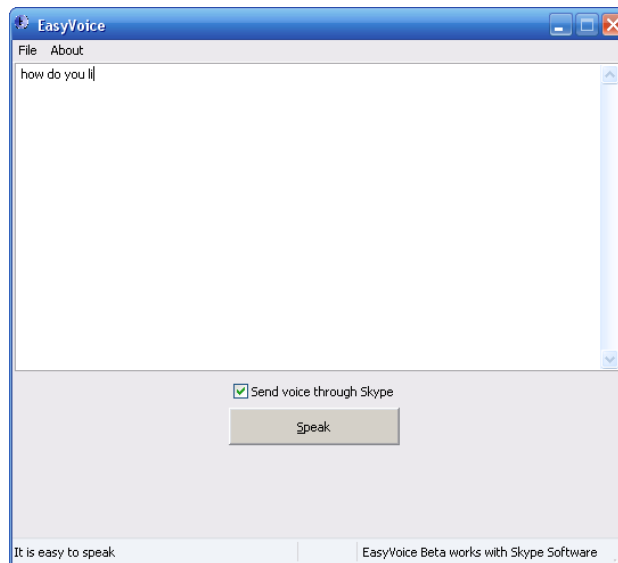 EasyVoice
File About
how do you li
Send voice through Skype
Speak
It is easy to speak EasyVoice Beta works with Skype Software